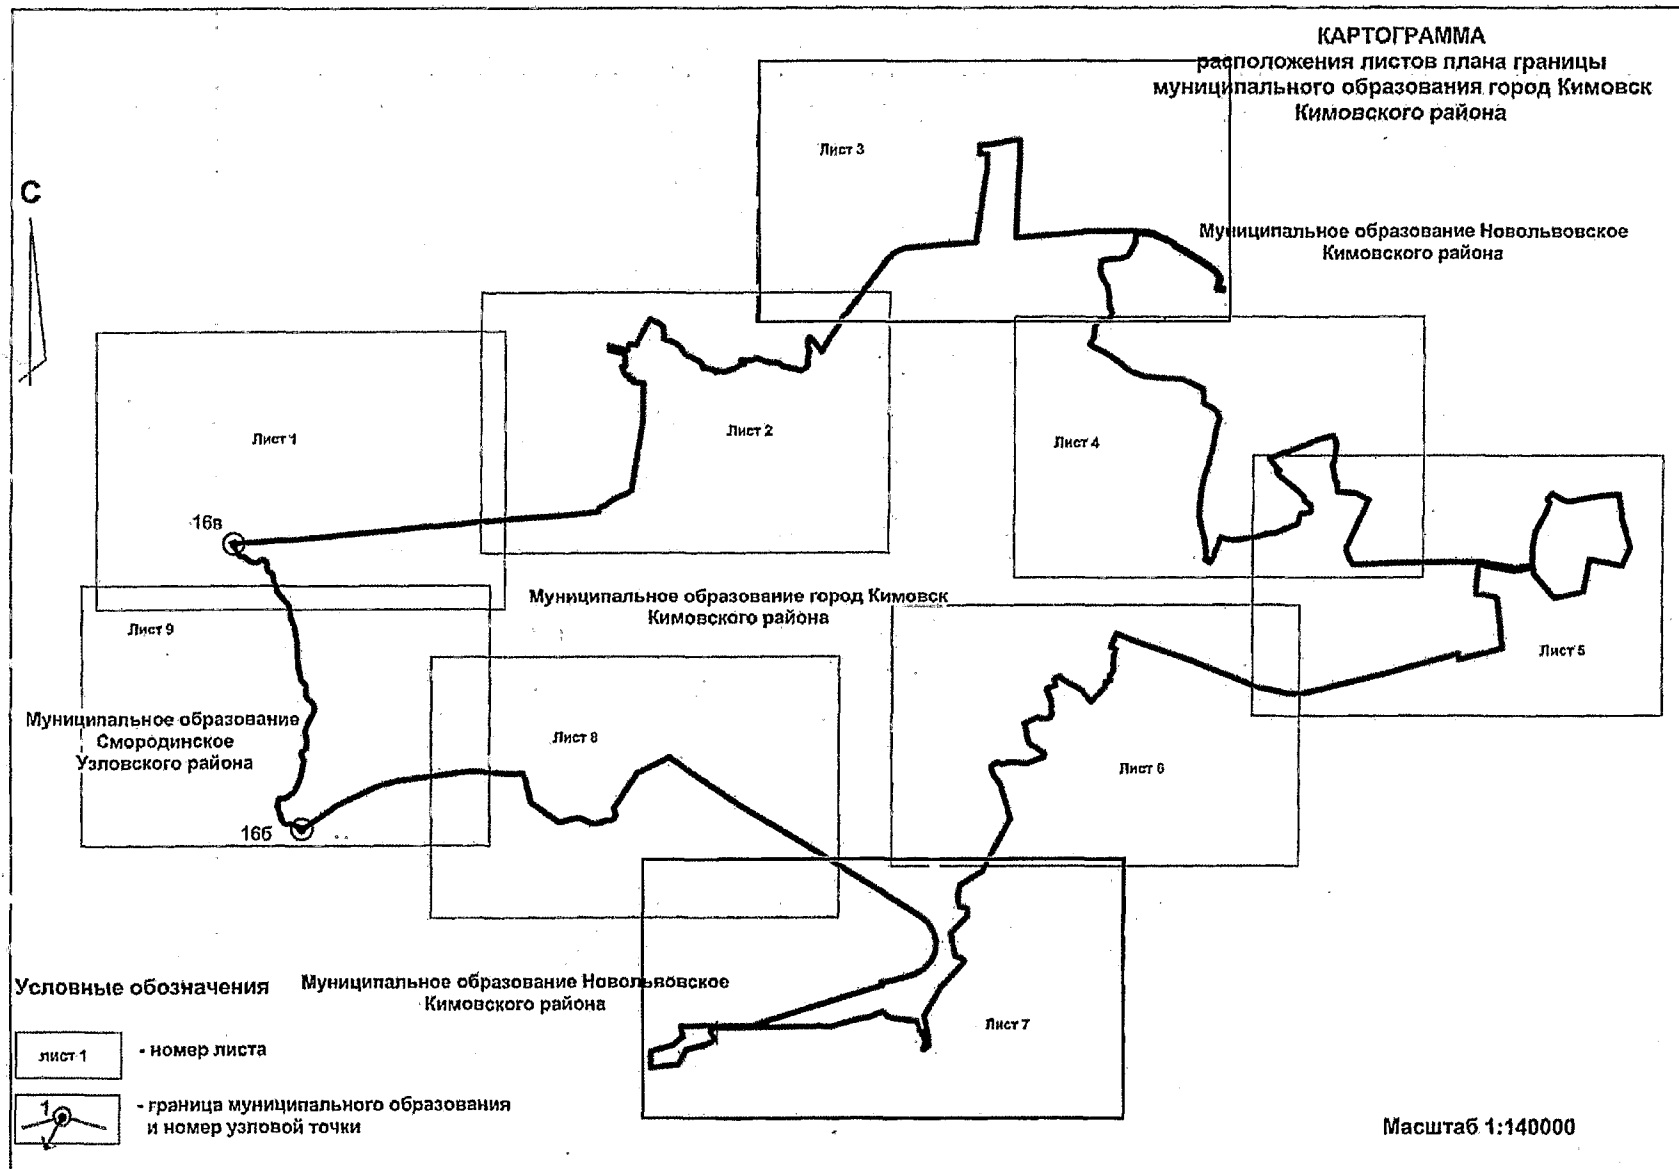 КАРТОГРАММА
расположения листов плана границы
муниципального образования город Кимовск
Кимовского района
Лист 3
С
Муниципальное образование Новольвовское
Кимовского района
Лист 1
Лист 2
Лист 4
16в
Муниципальное образование город Кимовск
Кимовского района
Лист 9
Лист 5
Муниципальное образование
Смородинское
Узловского района
Лист 8
Лист 6
16б
Условные обозначения
Муниципальное образование Новольвовское
Кимовского района
Лист 7
лист 1
- номер листа
1
- граница муниципального образования
и номер узловой точки
Масштаб 1:140000